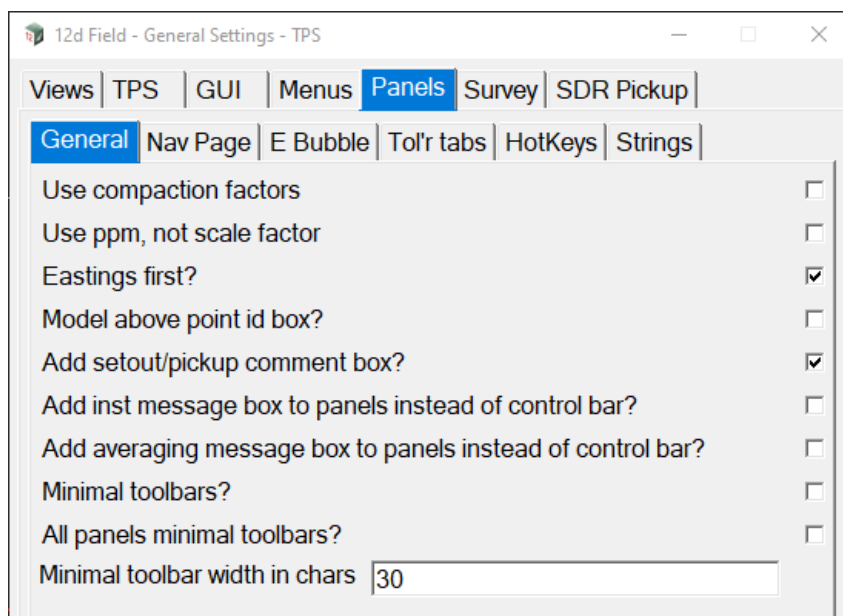 12d Field - General Settings - TPS
Views TPS GUI Menus Panels Survey SDR Pickup
General Nav Page E Bubble Tol'r tabs HotKeys Strings
Use compaction factors
Use ppm, not scale factor
Eastings first?
Model above point id box?
Add setout/pickup comment box?
Add inst message box to panels instead of control bar?
Add averaging message box to panels instead of control bar?
Minimal toolbars?
All panels minimal toolbars?
Minimal toolbar width in chars 30